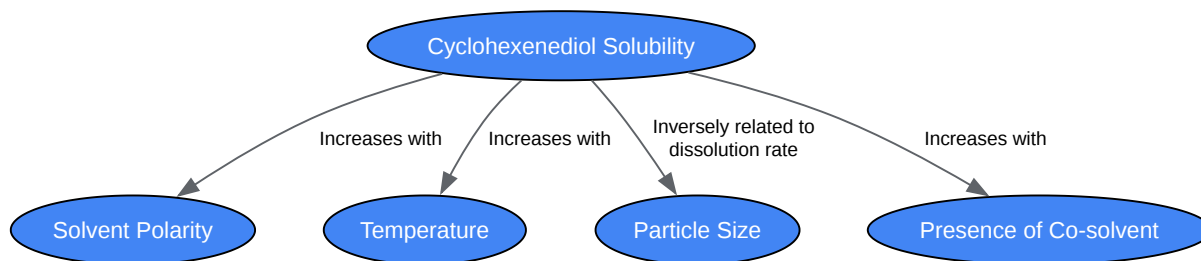 Cyclohexenediol Solubility
Increases with
Increases with
Inversely related to
dissolution rate
Increases with
Solvent Polarity
Temperature
Particle Size
Presence of Co-solvent